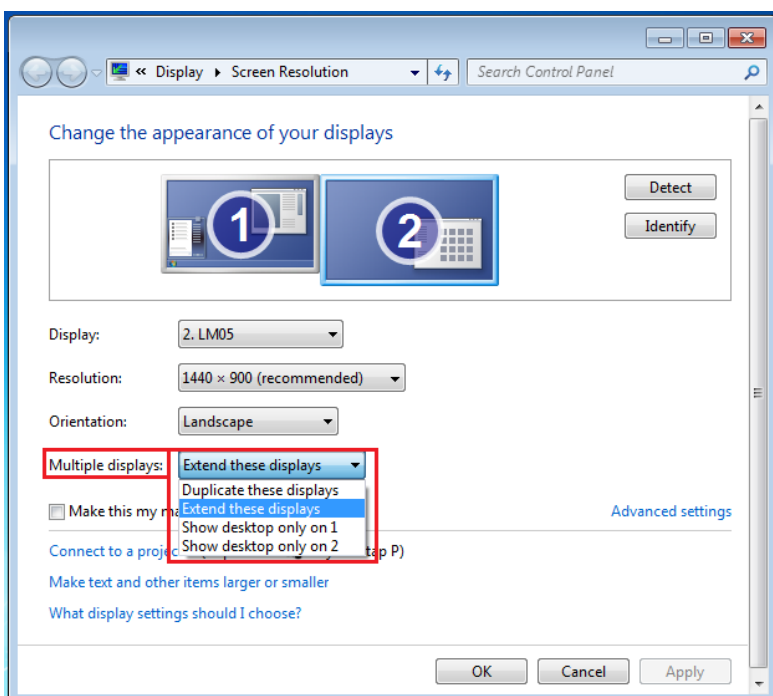 « Display ▸ Screen Resolution Search Control Panel
Change the appearance of your displays
1 2
Detect
Identify
Display: 2. LM05
Resolution: 1440 × 900 (recommended)
Orientation: Landscape
Multiple displays: Extend these displays
Duplicate these displays
Make this my Extend these displays Advanced settings
Show desktop only on 1
Connect to a Show desktop only on 2 tap P)
Make text and other items larger or smaller
What display settings should I choose?
OK Cancel Apply